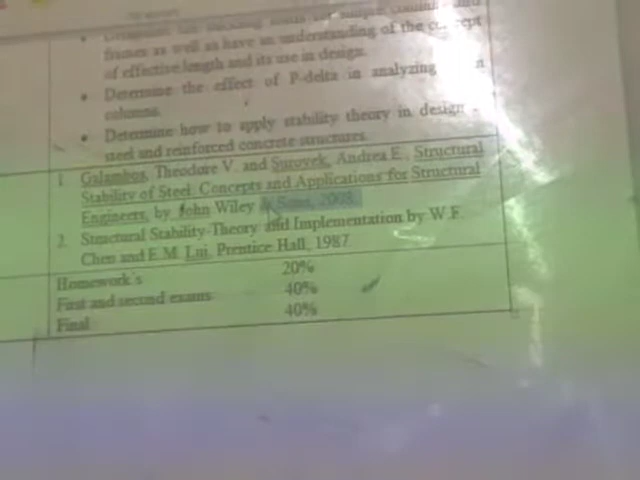 frames as well as have an understanding of the
of effective length and its use in design.
• Determine the effect of P-delta in analyzing
columns.
• Determine how to apply stability theory in design
steel and reinforced concrete structures.
1. Galambos, Theodore V. and Surovek, Andrea E., Structural
Stability of Steel: Concepts and Applications for Structural
Engineers, by John Wiley & Sons, 2008.
2. Structural Stability-Theory and Implementation by W.F.
Chen and E.M. Lui, Prentice Hall, 1987.
Homework's 20%
First and second exams 40%
Final 40%